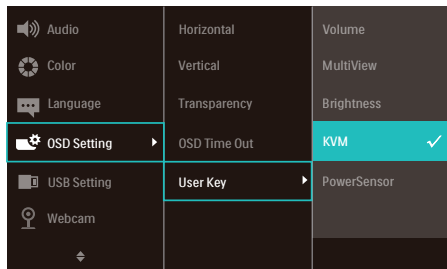 Audio
Color
Language
OSD Setting
USB Setting
Webcam
Horizontal
Vertical
Transparency
OSD Time Out
User Key
Volume
MultiView
Brightness
KVM
PowerSensor